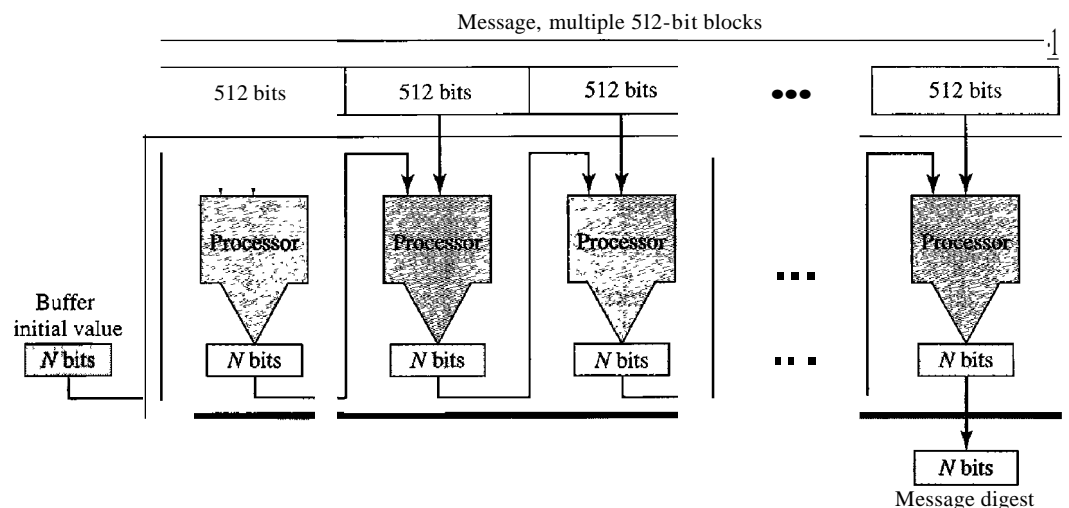 Message, multiple 512-bit blocks
512 bits 512 bits 512 bits ••• 512 bits
Processor Processor Processor ... Processor
Buffer
initial value
N bits N bits N bits N bits ... N bits
N bits
Message digest